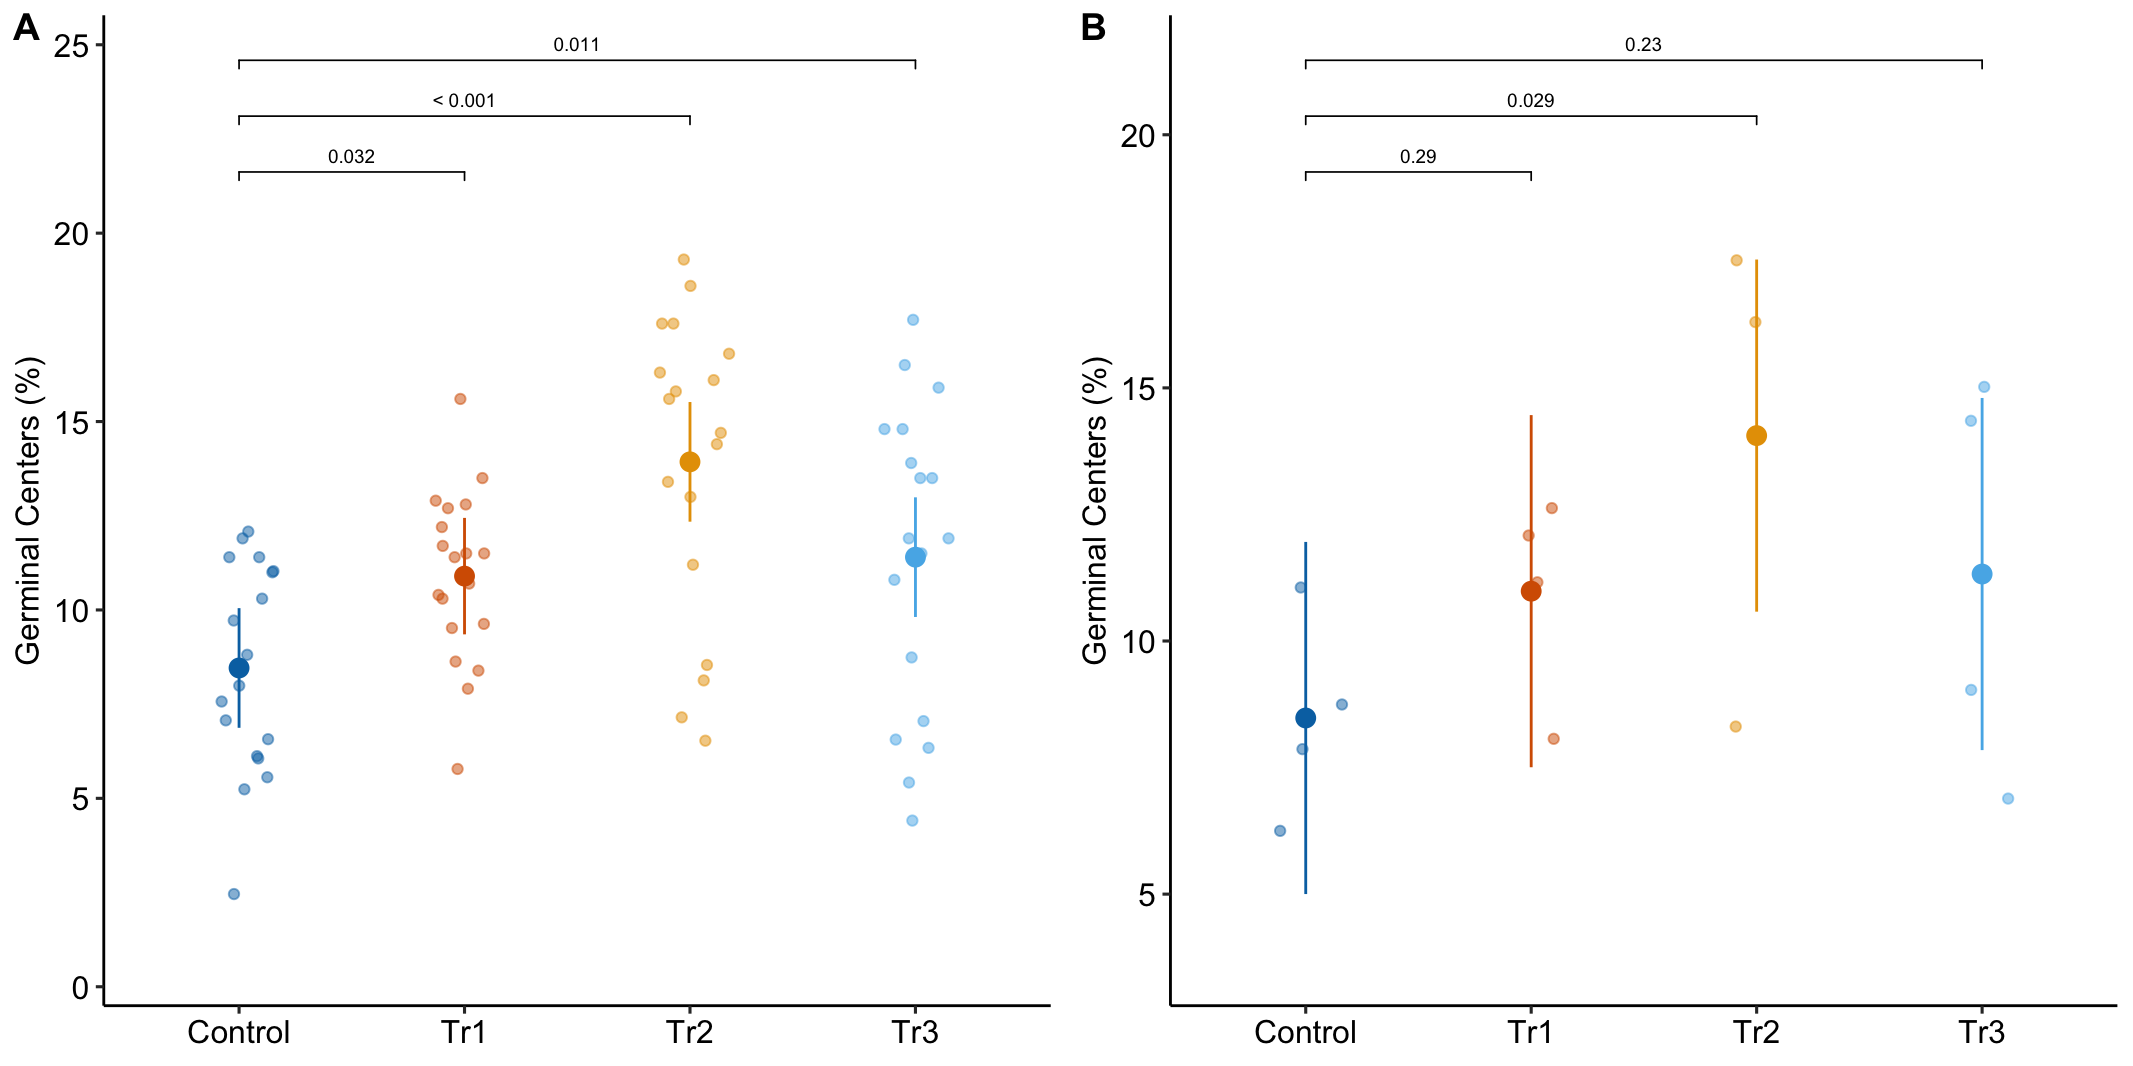 A
Germinal Centers (%)
25
20
15
10
5
0
0.011
< 0.001
0.032
Control
Tr1
Tr2
Tr3
B
Germinal Centers (%)
20
15
10
5
0.23
0.029
0.29
Control
Tr1
Tr2
Tr3